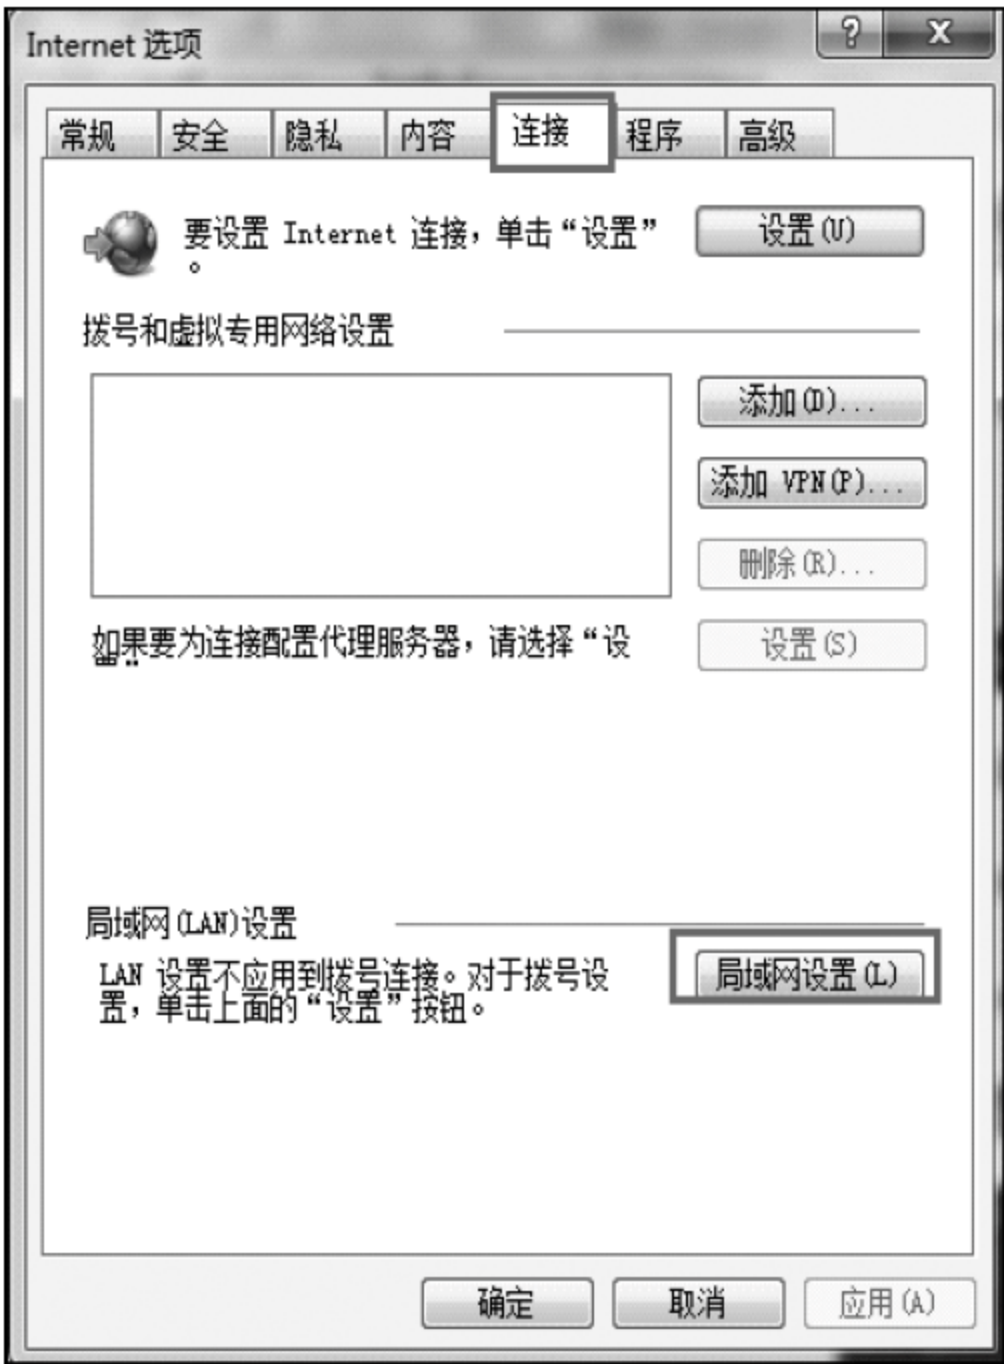 Internet 选项
?
X
常规 安全 隐私 内容 连接 程序 高级
要设置 Internet 连接，单击“设置” 设置(U)
。
拨号和虚拟专用网络设置
添加(D)...
添加 VPN(P)...
删除(R)...
如果要为连接配置代理服务器，请选择“设
设置(S)
局域网(LAN)设置
LAN 设置不应用到拨号连接。对于拨号设
置，单击上面的“设置”按钮。
局域网设置(L)
确定 取消 应用(A)